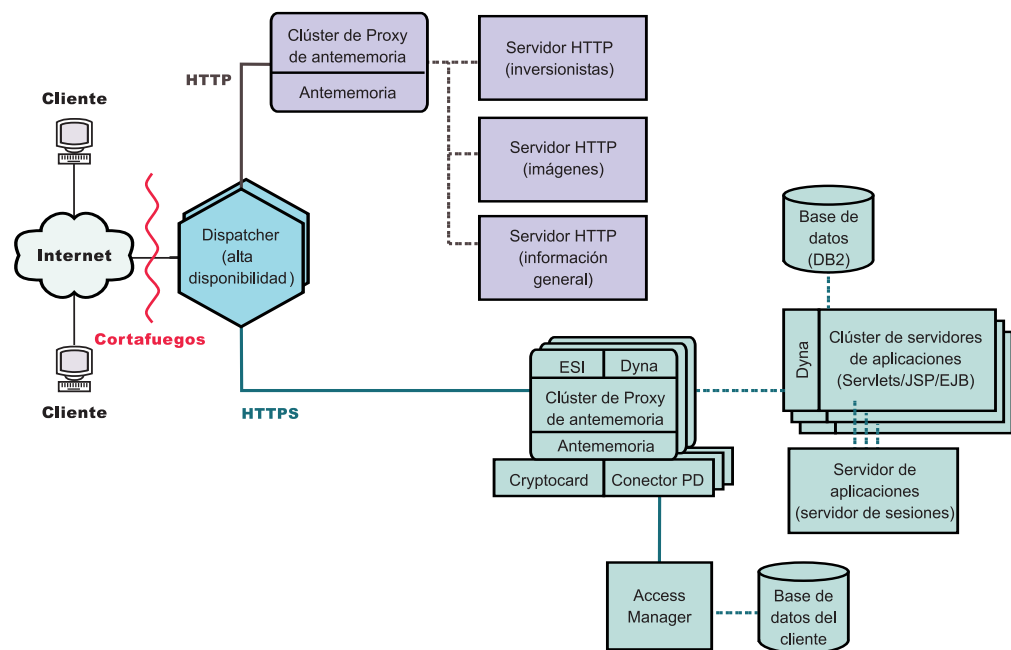 Clúster de Proxy
de antememoria
Antememoria
HTTP
Servidor HTTP
(inversionistas)
Servidor HTTP
(imágenes)
Servidor HTTP
(información
general)
Cliente
Internet
Cortafuegos
Cliente
Dispatcher
(alta
disponibilidad)
HTTPS
Base de
datos
(DB2)
Dyna
Clúster de servidores
de aplicaciones
(Servlets/JSP/EJB)
Servidor de
aplicaciones
(servidor de sesiones)
ESI
Dyna
Clúster de Proxy
de antememoria
Antememoria
Cryptocard
Conector PD
Access
Manager
Base de
datos del
cliente